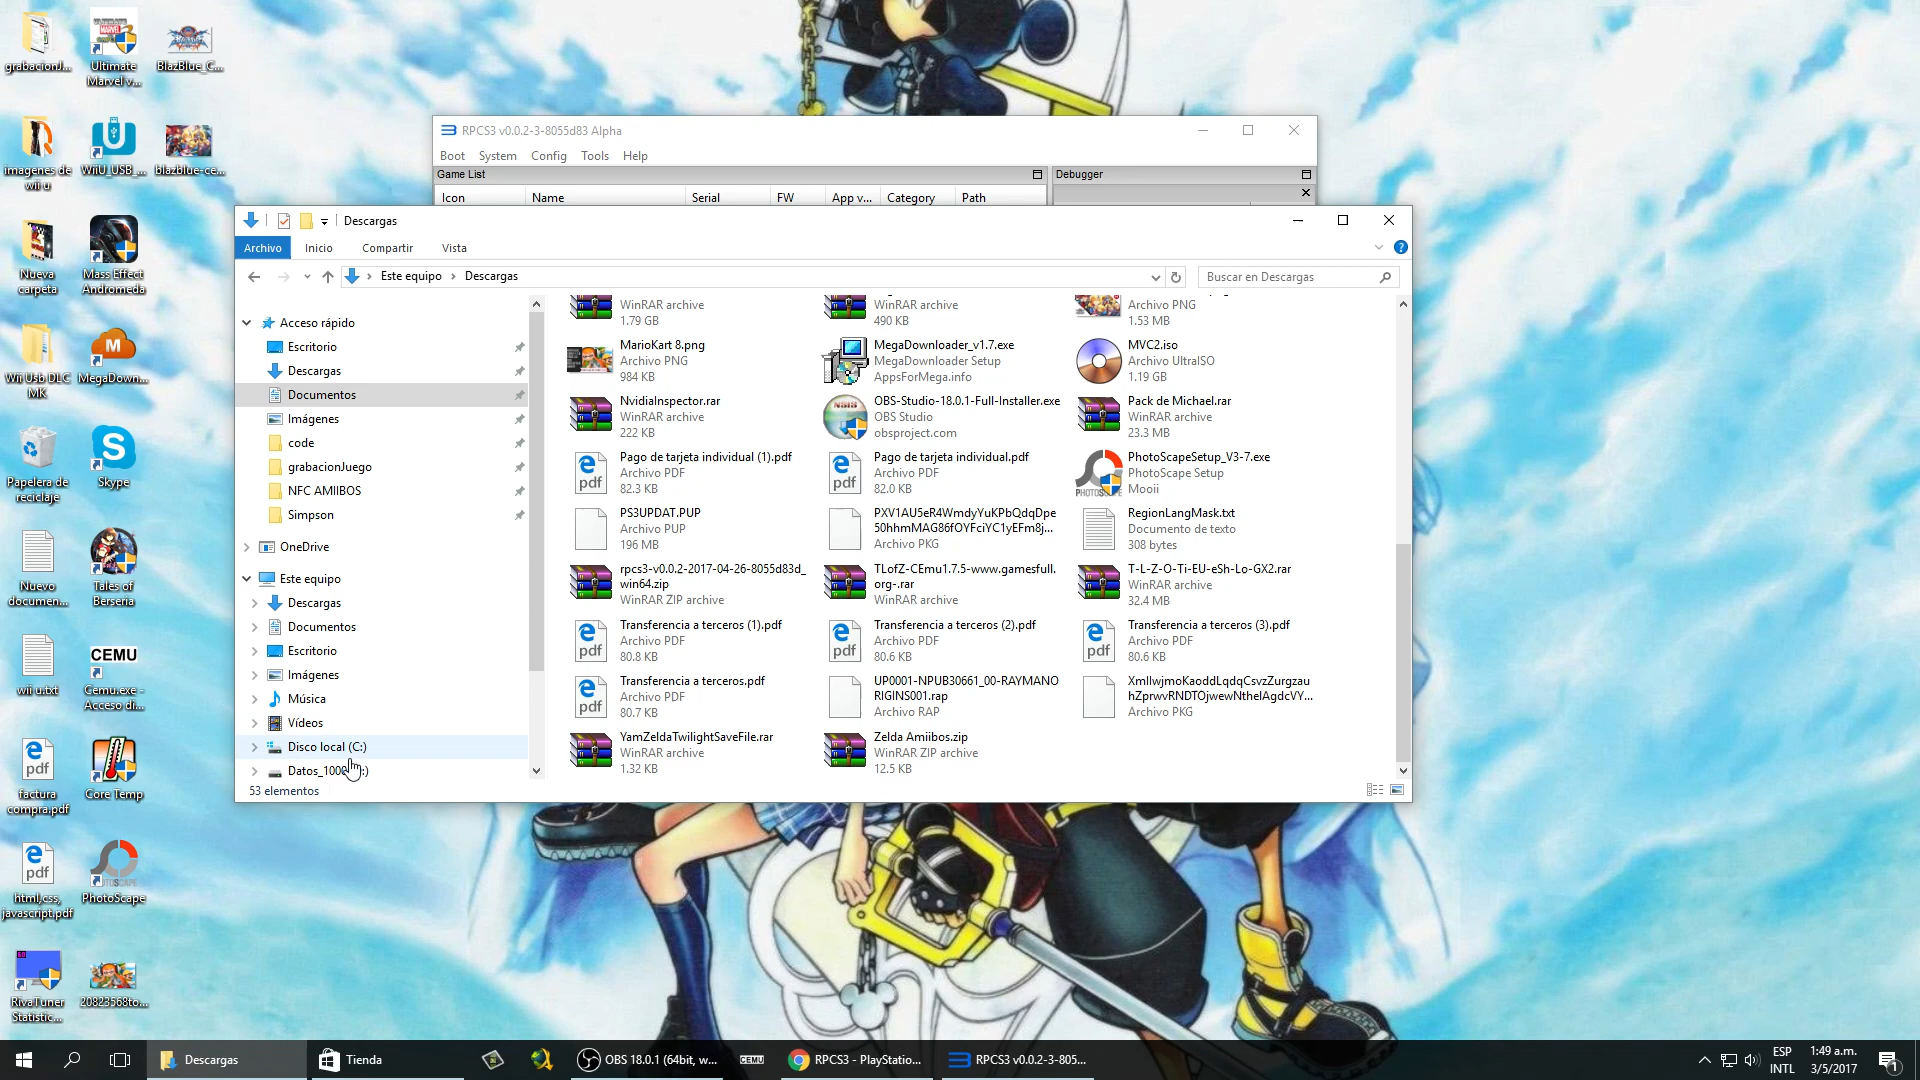 grabacionJ...
Ultimate
Marvel v...
BlazBlue_C...
imagenes de
wii u
WiiU_USB_...
blazblue-ce...
Nueva
carpeta
Mass Effect
Andromeda
Wii Usb DLC
MK
MegaDown...
Papelera de
reciclaje
Skype
Nuevo
documen...
Tales of
Berseria
wii u.txt
CEMU
Cemu.exe -
Acceso di...
factura
compra.pdf
Core Temp
html,css,
javascript.pdf
PhotoScape
RivaTuner
Statistic...
20823568to...
RPCS3 v0.0.2-3-8055d83 Alpha
Boot System Config Tools Help
Game List
Debugger
Icon Name Serial FW App v... Category Path
Descargas
Archivo Inicio Compartir Vista
Este equipo Descargas
Buscar en Descargas
Acceso rápido
Escritorio
Descargas
Documentos
Imágenes
code
grabacionJuego
NFC AMIIBOS
Simpson
OneDrive
Este equipo
Descargas
Documentos
Escritorio
Imágenes
Música
Vídeos
Disco local (C:)
53 elementos
WinRAR archive
1.79 GB
WinRAR archive
490 KB
Archivo PNG
1.53 MB
MarioKart 8.png
Archivo PNG
984 KB
MegaDownloader_v1.7.exe
MegaDownloader Setup
AppsForMega.info
MVC2.iso
Archivo UltraISO
1.19 GB
NvidiaInspector.rar
WinRAR archive
222 KB
OBS-Studio-18.0.1-Full-Installer.exe
OBS Studio
obsproject.com
Pack de Michael.rar
WinRAR archive
23.3 MB
Pago de tarjeta individual (1).pdf
Archivo PDF
82.3 KB
Pago de tarjeta individual.pdf
Archivo PDF
82.0 KB
PhotoScapeSetup_V3-7.exe
PhotoScape Setup
Mooii
PS3UPDAT.PUP
Archivo PUP
196 MB
PXV1AU5eR4WmdyYuKPbQdqDpe
50hhmMAG86fOYFciYC1yEFm8j...
Archivo PKG
RegionLangMask.txt
Documento de texto
308 bytes
rpcs3-v0.0.2-2017-04-26-8055d83d_
win64.zip
WinRAR ZIP archive
TLofZ-CEmu1.7.5-www.gamesfull.
org-.rar
WinRAR archive
T-L-Z-O-Ti-EU-eSh-Lo-GX2.rar
WinRAR archive
32.4 MB
Transferencia a terceros (1).pdf
Archivo PDF
80.8 KB
Transferencia a terceros (2).pdf
Archivo PDF
80.6 KB
Transferencia a terceros (3).pdf
Archivo PDF
80.6 KB
Transferencia a terceros.pdf
Archivo PDF
80.7 KB
UP0001-NPUB30661_00-RAYMANO
RIGINS001.rap
Archivo RAP
XmlIwjmoKaoddLqdqCsvzZurgzau
hZprwvRNDTOjwewNthelAgdcVY...
Archivo PKG
YamZeldaTwilightSaveFile.rar
WinRAR archive
1.32 KB
Zelda Amiibos.zip
WinRAR ZIP archive
12.5 KB
Descargas
Tienda
OBS 18.0.1 (64bit, w...
CEMU
RPCS3 - PlayStatio...
RPCS3 v0.0.2-3-805...
ESP
INTL
1:49 a.m.
3/5/2017
1